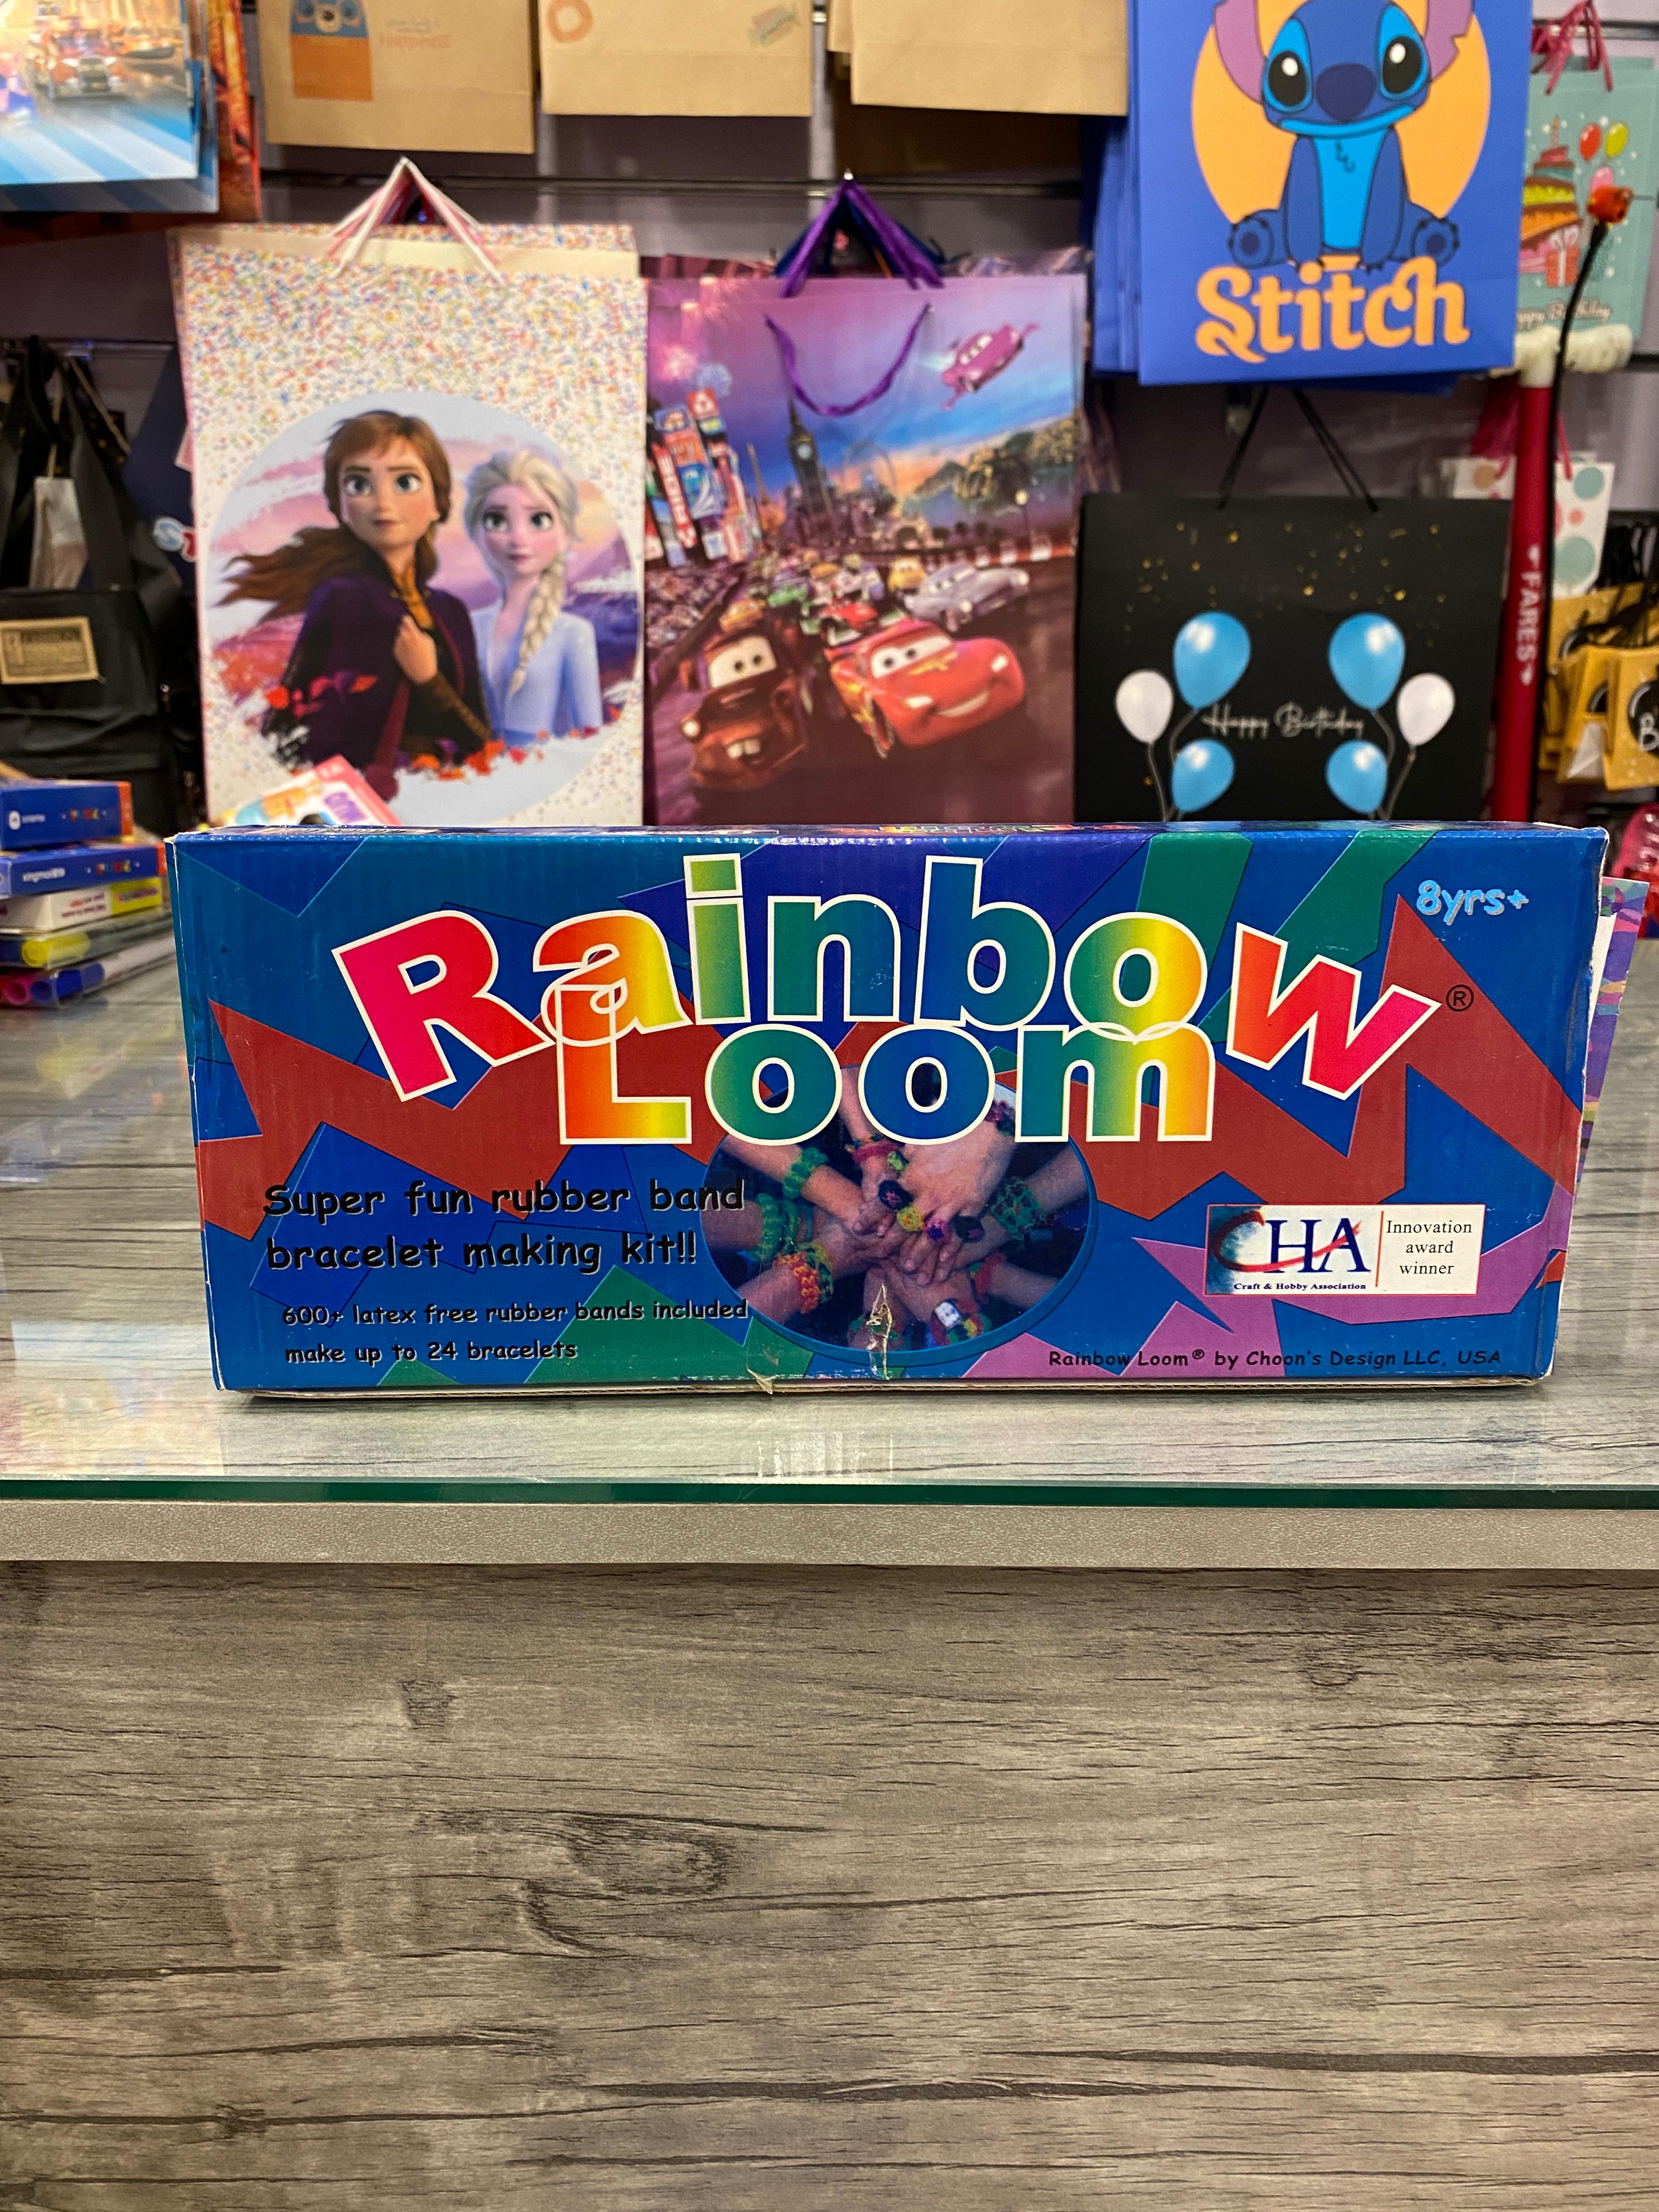 Stitch
Happy Birthday
FARES
8yrs+
Rainbow®
Loom
Super fun rubber band
bracelet making kit!!
600+ latex free rubber bands included
make up to 24 bracelets
CHA
Craft & Hobby Association
Innovation
award
winner
Rainbow Loom® by Choon's Design LLC, USA